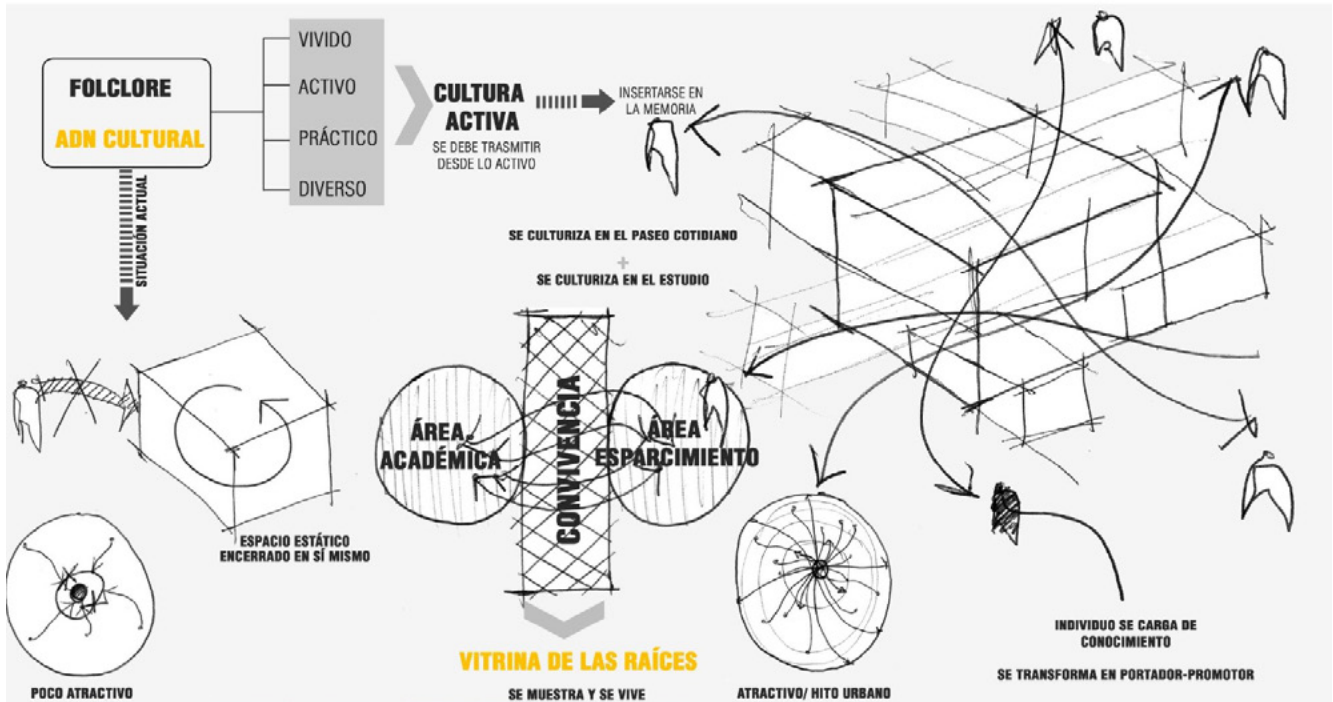 FOLCLORE
ADN CULTURAL
VIVIDO
ACTIVO
PRÁCTICO
DIVERSO
CULTURA
ACTIVA
SE DEBE TRASMITIR
DESDE LO ACTIVO
INSERTARSE EN
LA MEMORIA
SITUACIÓN ACTUAL
SE CULTURIZA EN EL PASEO COTIDIANO
+
SE CULTURIZA EN EL ESTUDIO
ESPACIO ESTÁTICO
ENCERRADO EN SÍ MISMO
POCO ATRACTIVO
ÁREA
ACADÉMICA
CONVIVENCIA
ÁREA
ESPARCIMIENTO
VITRINA DE LAS RAÍCES
SE MUESTRA Y SE VIVE
ATRACTIVO/ HITO URBANO
INDIVIDUO SE CARGA DE
CONOCIMIENTO
SE TRANSFORMA EN PORTADOR-PROMOTOR